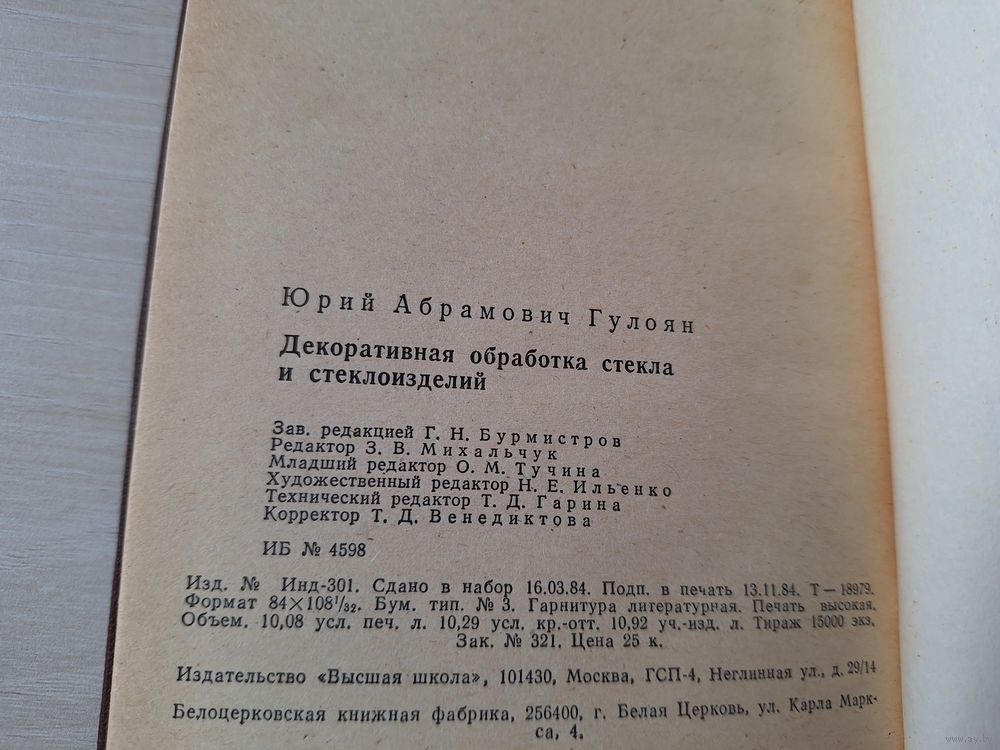 Юрий Абрамович Гулоян
Декоративная обработка стекла
и стеклоизделий
Зав. редакцией Г. Н. Бурмистров
Редактор З. В. Михальчук
Младший редактор О. М. Тучина
Художественный редактор Н. Е. Ильенко
Технический редактор Т. Д. Гарина
Корректор Т. Д. Венедиктова
ИБ № 4598
Изд. № Инд-301. Сдано в набор 16.03.84. Подп. в печать 13.11.84. Т—18979.
Формат 84×108¹/₃₂. Бум. тип. № 3. Гарнитура литературная. Печать высокая.
Объем. 10,08 усл. печ. л. 10,29 усл. кр.-отт. 10,92 уч.-изд. л. Тираж 15000 экз.
Зак. № 321. Цена 25 к.
Издательство «Высшая школа», 101430, Москва, ГСП-4, Неглинная ул., д. 29/14
Белоцерковская книжная фабрика, 256400, г. Белая Церковь, ул. Карла Марк-
са, 4.